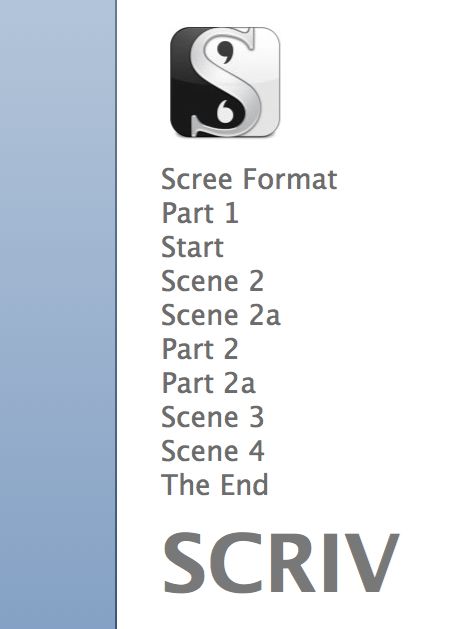 Scree Format
Part 1
Start
Scene 2
Scene 2a
Part 2
Part 2a
Scene 3
Scene 4
The End
SCRIV